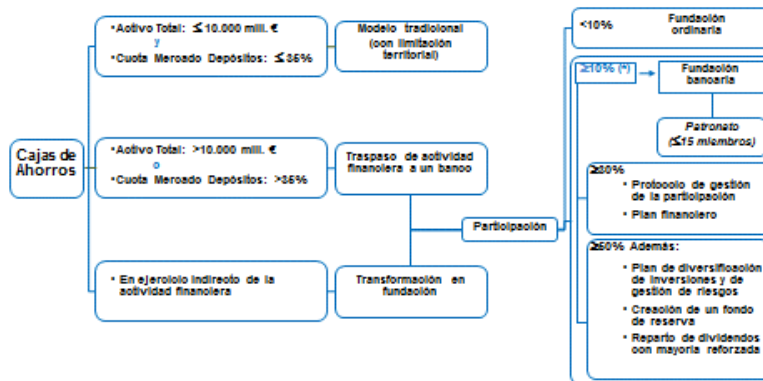 Cajas de
Ahorros
•Activo Total: ≤10.000 mill. €
y
•Cuota Mercado Depósitos: ≤35%
Modelo tradicional
(con limitación
territorial)
•Activo Total: >10.000 mill. €
o
•Cuota Mercado Depósitos: >35%
Traspaso de actividad
financiera a un banco
• En ejercicio indirecto de la
actividad financiera
Transformación en
fundación
Participación
<10% Fundación
ordinaria
≥10% (*)
Fundación
bancaria
Patronato
(≤15 miembros)
≥30%
• Protocolo de gestión
de la participación
• Plan financiero
≥50% Además:
• Plan de diversificación
de inversiones y de
gestión de riesgos
• Creación de un fondo
de reserva
• Reparto de dividendos
con mayoría reforzada